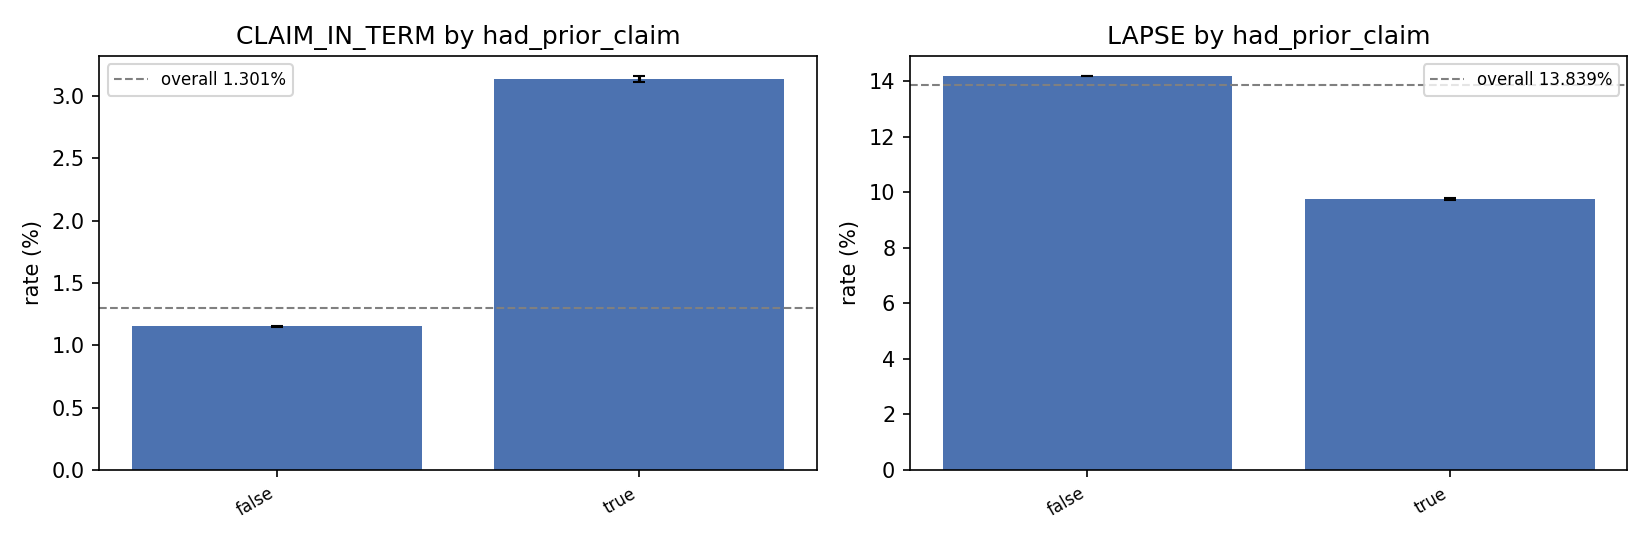 CLAIM_IN_TERM by had_prior_claim
overall 1.301%
rate (%)
3.0
2.5
2.0
1.5
1.0
0.5
0.0
false
true
LAPSE by had_prior_claim
overall 13.839%
rate (%)
14
12
10
8
6
4
2
0
false
true